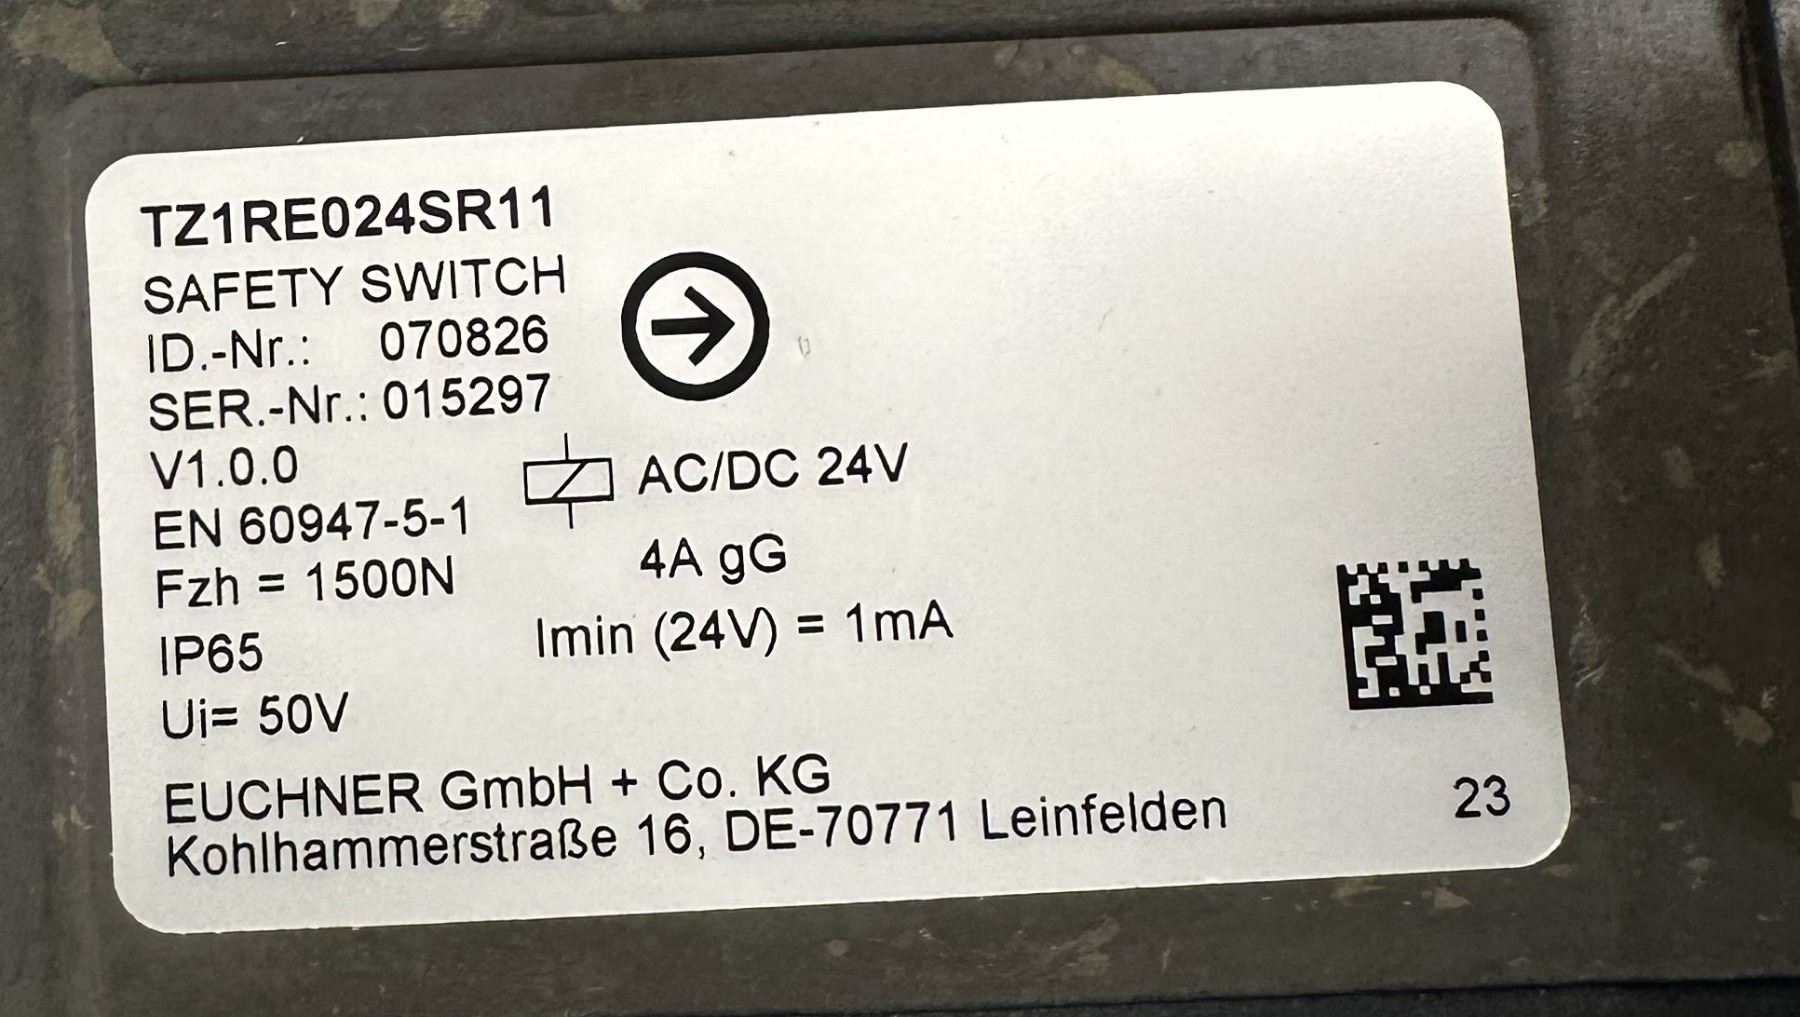 TZ1RE024SR11
SAFETY SWITCH
ID.-Nr.: 070826
SER.-Nr.: 015297
V1.0.0
EN 60947-5-1
Fzh = 1500N
IP65
Ui= 50V
AC/DC 24V
4A gG
Imin (24V) = 1mA
EUCHNER GmbH + Co. KG
Kohlhammerstraße 16, DE-70771 Leinfelden
23